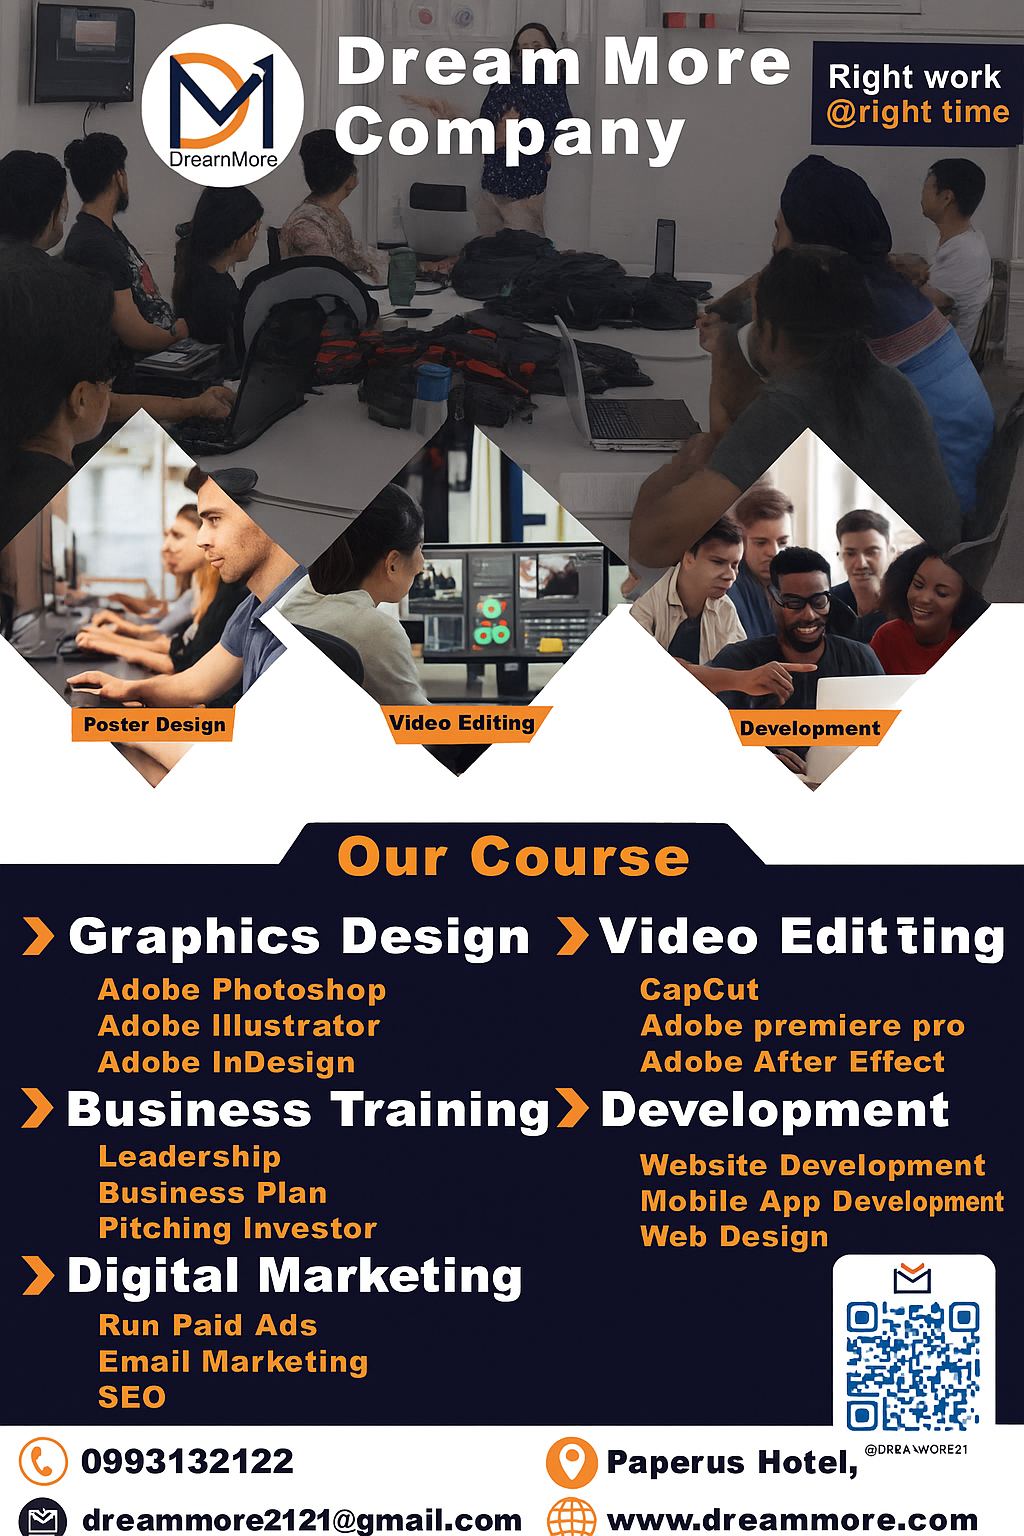 Dream More
Company
DrearnMore
Right work
@right time
Poster Design
Video Editing
Development
Our Course
Graphics Design
Adobe Photoshop
Adobe Illustrator
Adobe InDesign
Business Training
Leadership
Business Plan
Pitching Investor
Digital Marketing
Run Paid Ads
Email Marketing
SEO
Video Editting
CapCut
Adobe premiere pro
Adobe After Effect
Development
Website Development
Mobile App Development
Web Design
0993132122
dreammore2121@gmail.com
Paperus Hotel,
www.dreammore.com